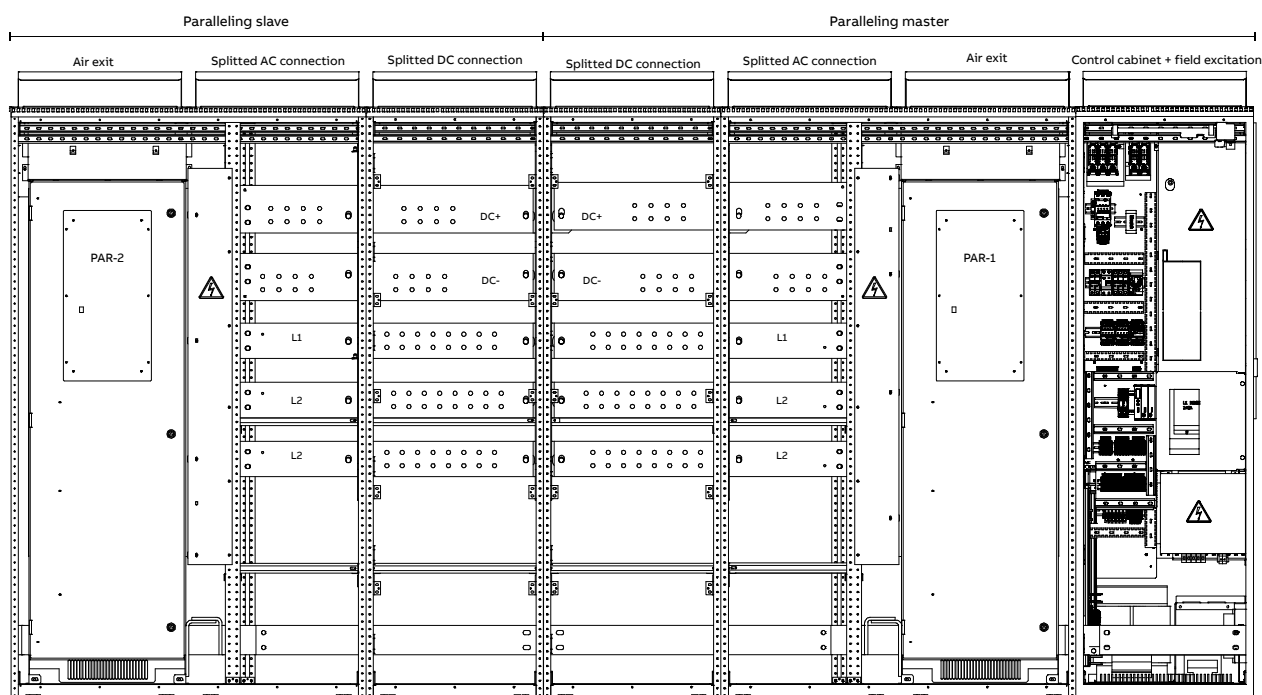 Paralleling slave
Paralleling master
Air exit
Splitted AC connection
Splitted DC connection
Splitted DC connection
Splitted AC connection
Air exit
Control cabinet + field excitation
DC+
DC+
PAR-2
PAR-1
DC-
DC-
L1
L1
L2
L2
L2
L2